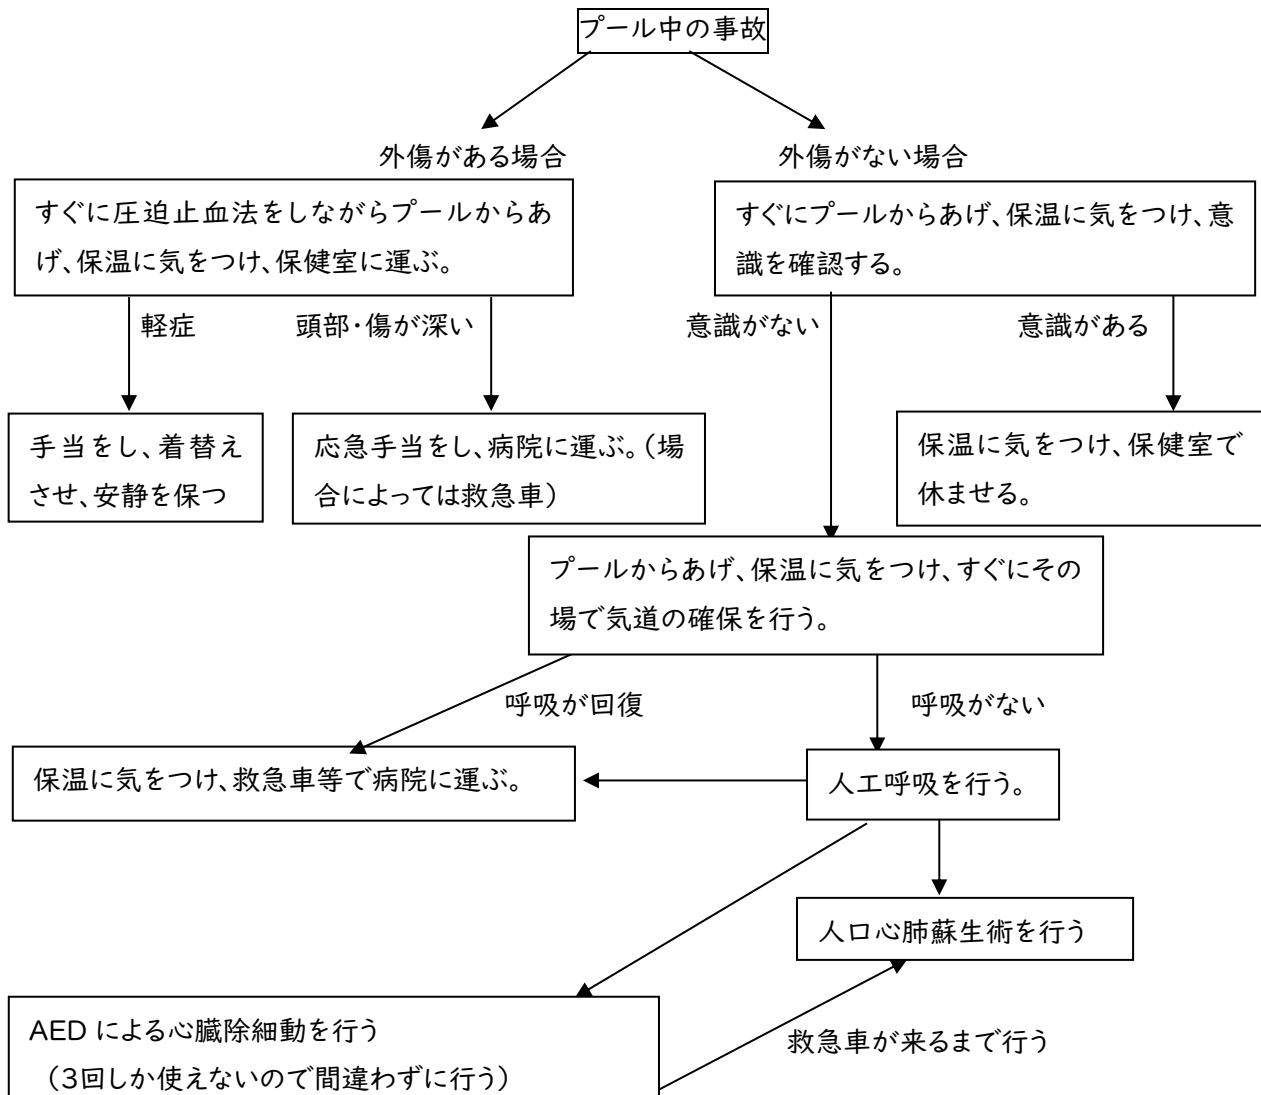 プール中の事故
外傷がある場合
外傷がない場合
すぐに圧迫止血法をしながらプールからあ
げ、保温に気をつけ、保健室に運ぶ。
すぐにプールからあげ、保温に気をつけ、意
識を確認する。
軽症
頭部・傷が深い
意識がない
意識がある
手当をし、着替え
させ、安静を保つ
応急手当をし、病院に運ぶ。(場
合によっては救急車)
保温に気をつけ、保健室で
休ませる。
プールからあげ、保温に気をつけ、すぐにその
場で気道の確保を行う。
呼吸が回復
呼吸がない
保温に気をつけ、救急車等で病院に運ぶ。
人工呼吸を行う。
人口心肺蘇生術を行う
AED による心臓除細動を行う
(3回しか使えないので間違わずに行う)
救急車が来るまで行う